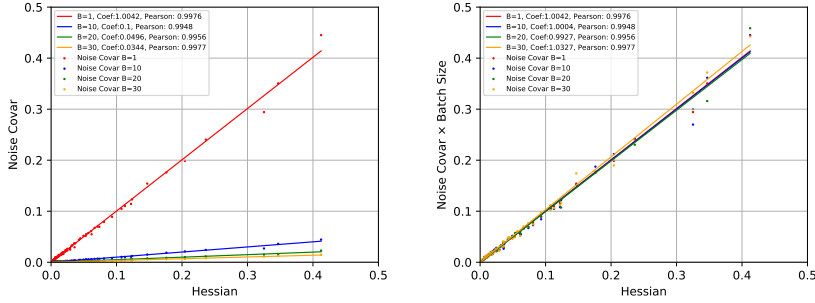 B=1, Coef:1.0042, Pearson: 0.9976
B=10, Coef:0.1, Pearson: 0.9948
B=20, Coef:0.0496, Pearson: 0.9956
B=30, Coef:0.0344, Pearson: 0.9977
Noise Covar B=1
Noise Covar B=10
Noise Covar B=20
Noise Covar B=30
Noise Covar
0.5
0.4
0.3
0.2
0.1
0.0
0.0 0.1 0.2 0.3 0.4 0.5
Hessian
B=1, Coef:1.0042, Pearson: 0.9976
B=10, Coef:1.0004, Pearson: 0.9948
B=20, Coef:0.9927, Pearson: 0.9956
B=30, Coef:1.0327, Pearson: 0.9977
Noise Covar B=1
Noise Covar B=10
Noise Covar B=20
Noise Covar B=30
Noise Covar × Batch Size
0.5
0.4
0.3
0.2
0.1
0.0
0.0 0.1 0.2 0.3 0.4 0.5
Hessian